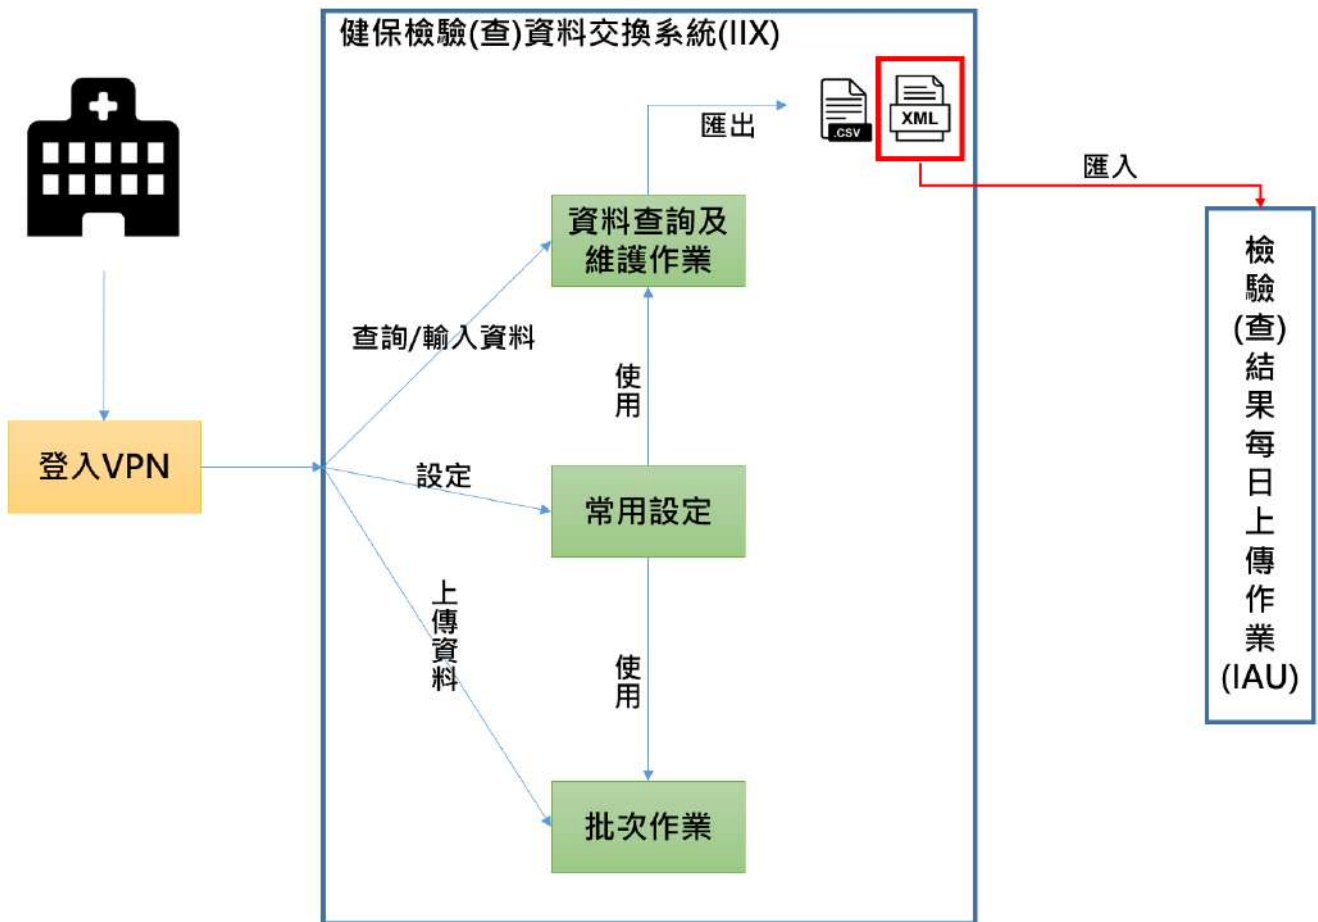 健保檢驗(查)資料交換系統(IIX)
匯出
.CSV
XML
匯入
資料查詢及
維護作業
檢
驗
(查)
結
果
每
日
上
傳
作
業
(IAU)
查詢/輸入資料
使
用
登入VPN
設定
常用設定
上
傳
資
料
使
用
批次作業